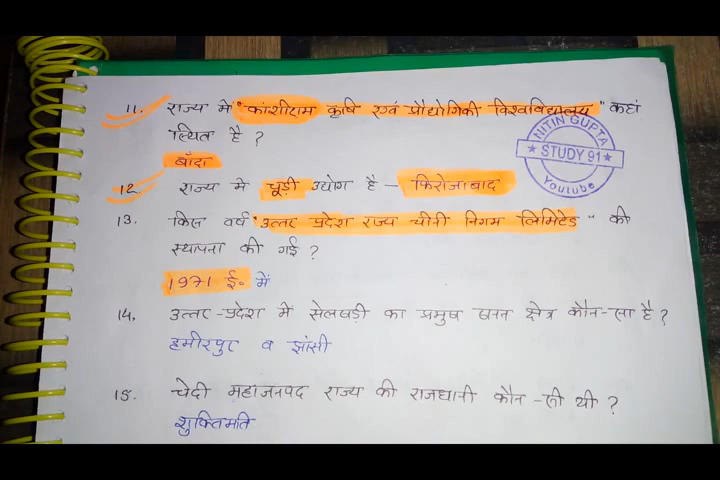 11. राज्य में "कांशीराम कृषि एवं प्रौद्योगिकी विश्वविद्यालय" कहां
स्थित है ?
बाँदा
12. राज्य में चूड़ी उद्योग है – फिरोजाबाद
13. किस वर्ष "उत्तर प्रदेश राज्य चीनी निगम लिमिटेड" की
स्थापना की गई ?
1971 ई० में
14. उत्तर-प्रदेश में सेलखड़ी का प्रमुख खनन क्षेत्र कौन-सा है ?
हमीरपुर व झांसी
15. चेदी महाजनपद राज्य की राजधानी कौन-सी थी ?
शुक्तिमति
NITIN GUPTA
★ STUDY 91 ★
Youtube